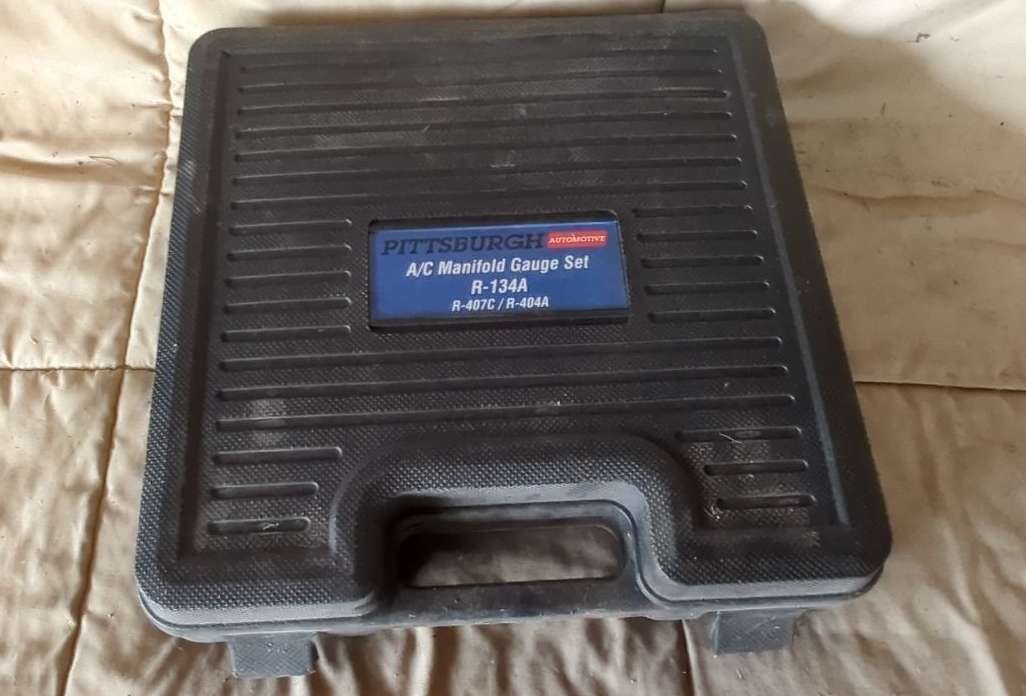 PITTSBURGH AUTOMOTIVE
A/C Manifold Gauge Set
R-134A
R-407C / R-404A